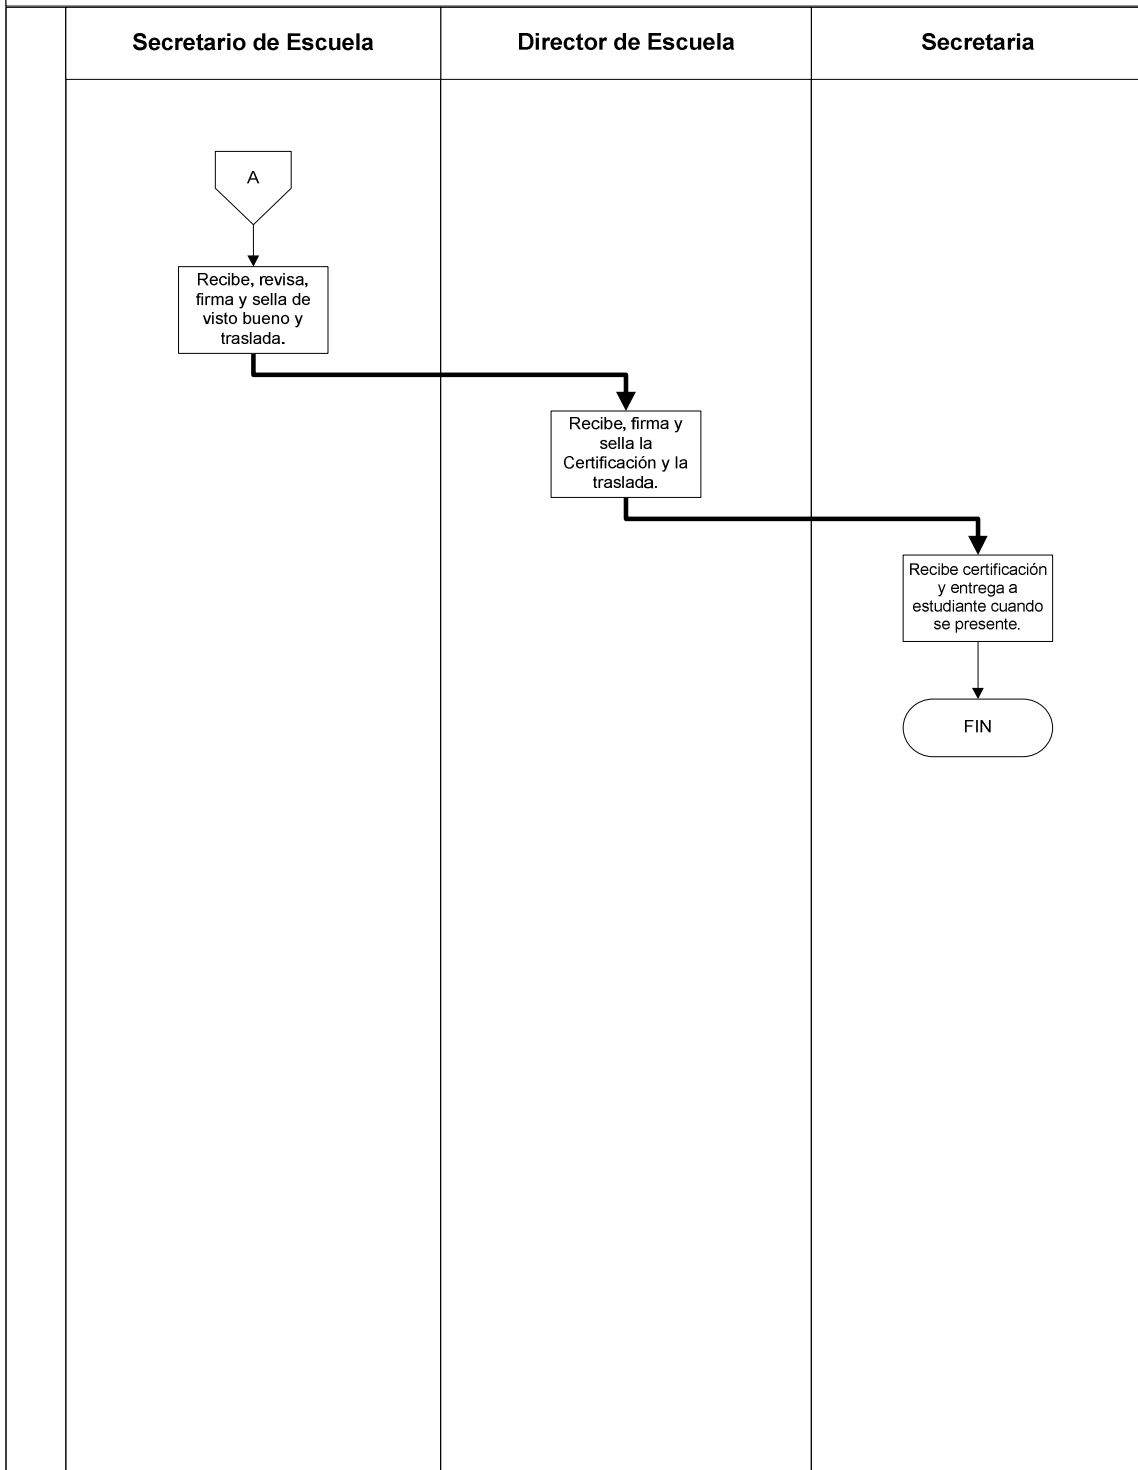 Secretario de Escuela
Director de Escuela
Secretaria
A
Recibe, revisa,
firma y sella de
visto bueno y
traslada.
Recibe, firma y
sella la
Certificación y la
traslada.
Recibe certificación
y entrega a
estudiante cuando
se presente.
FIN